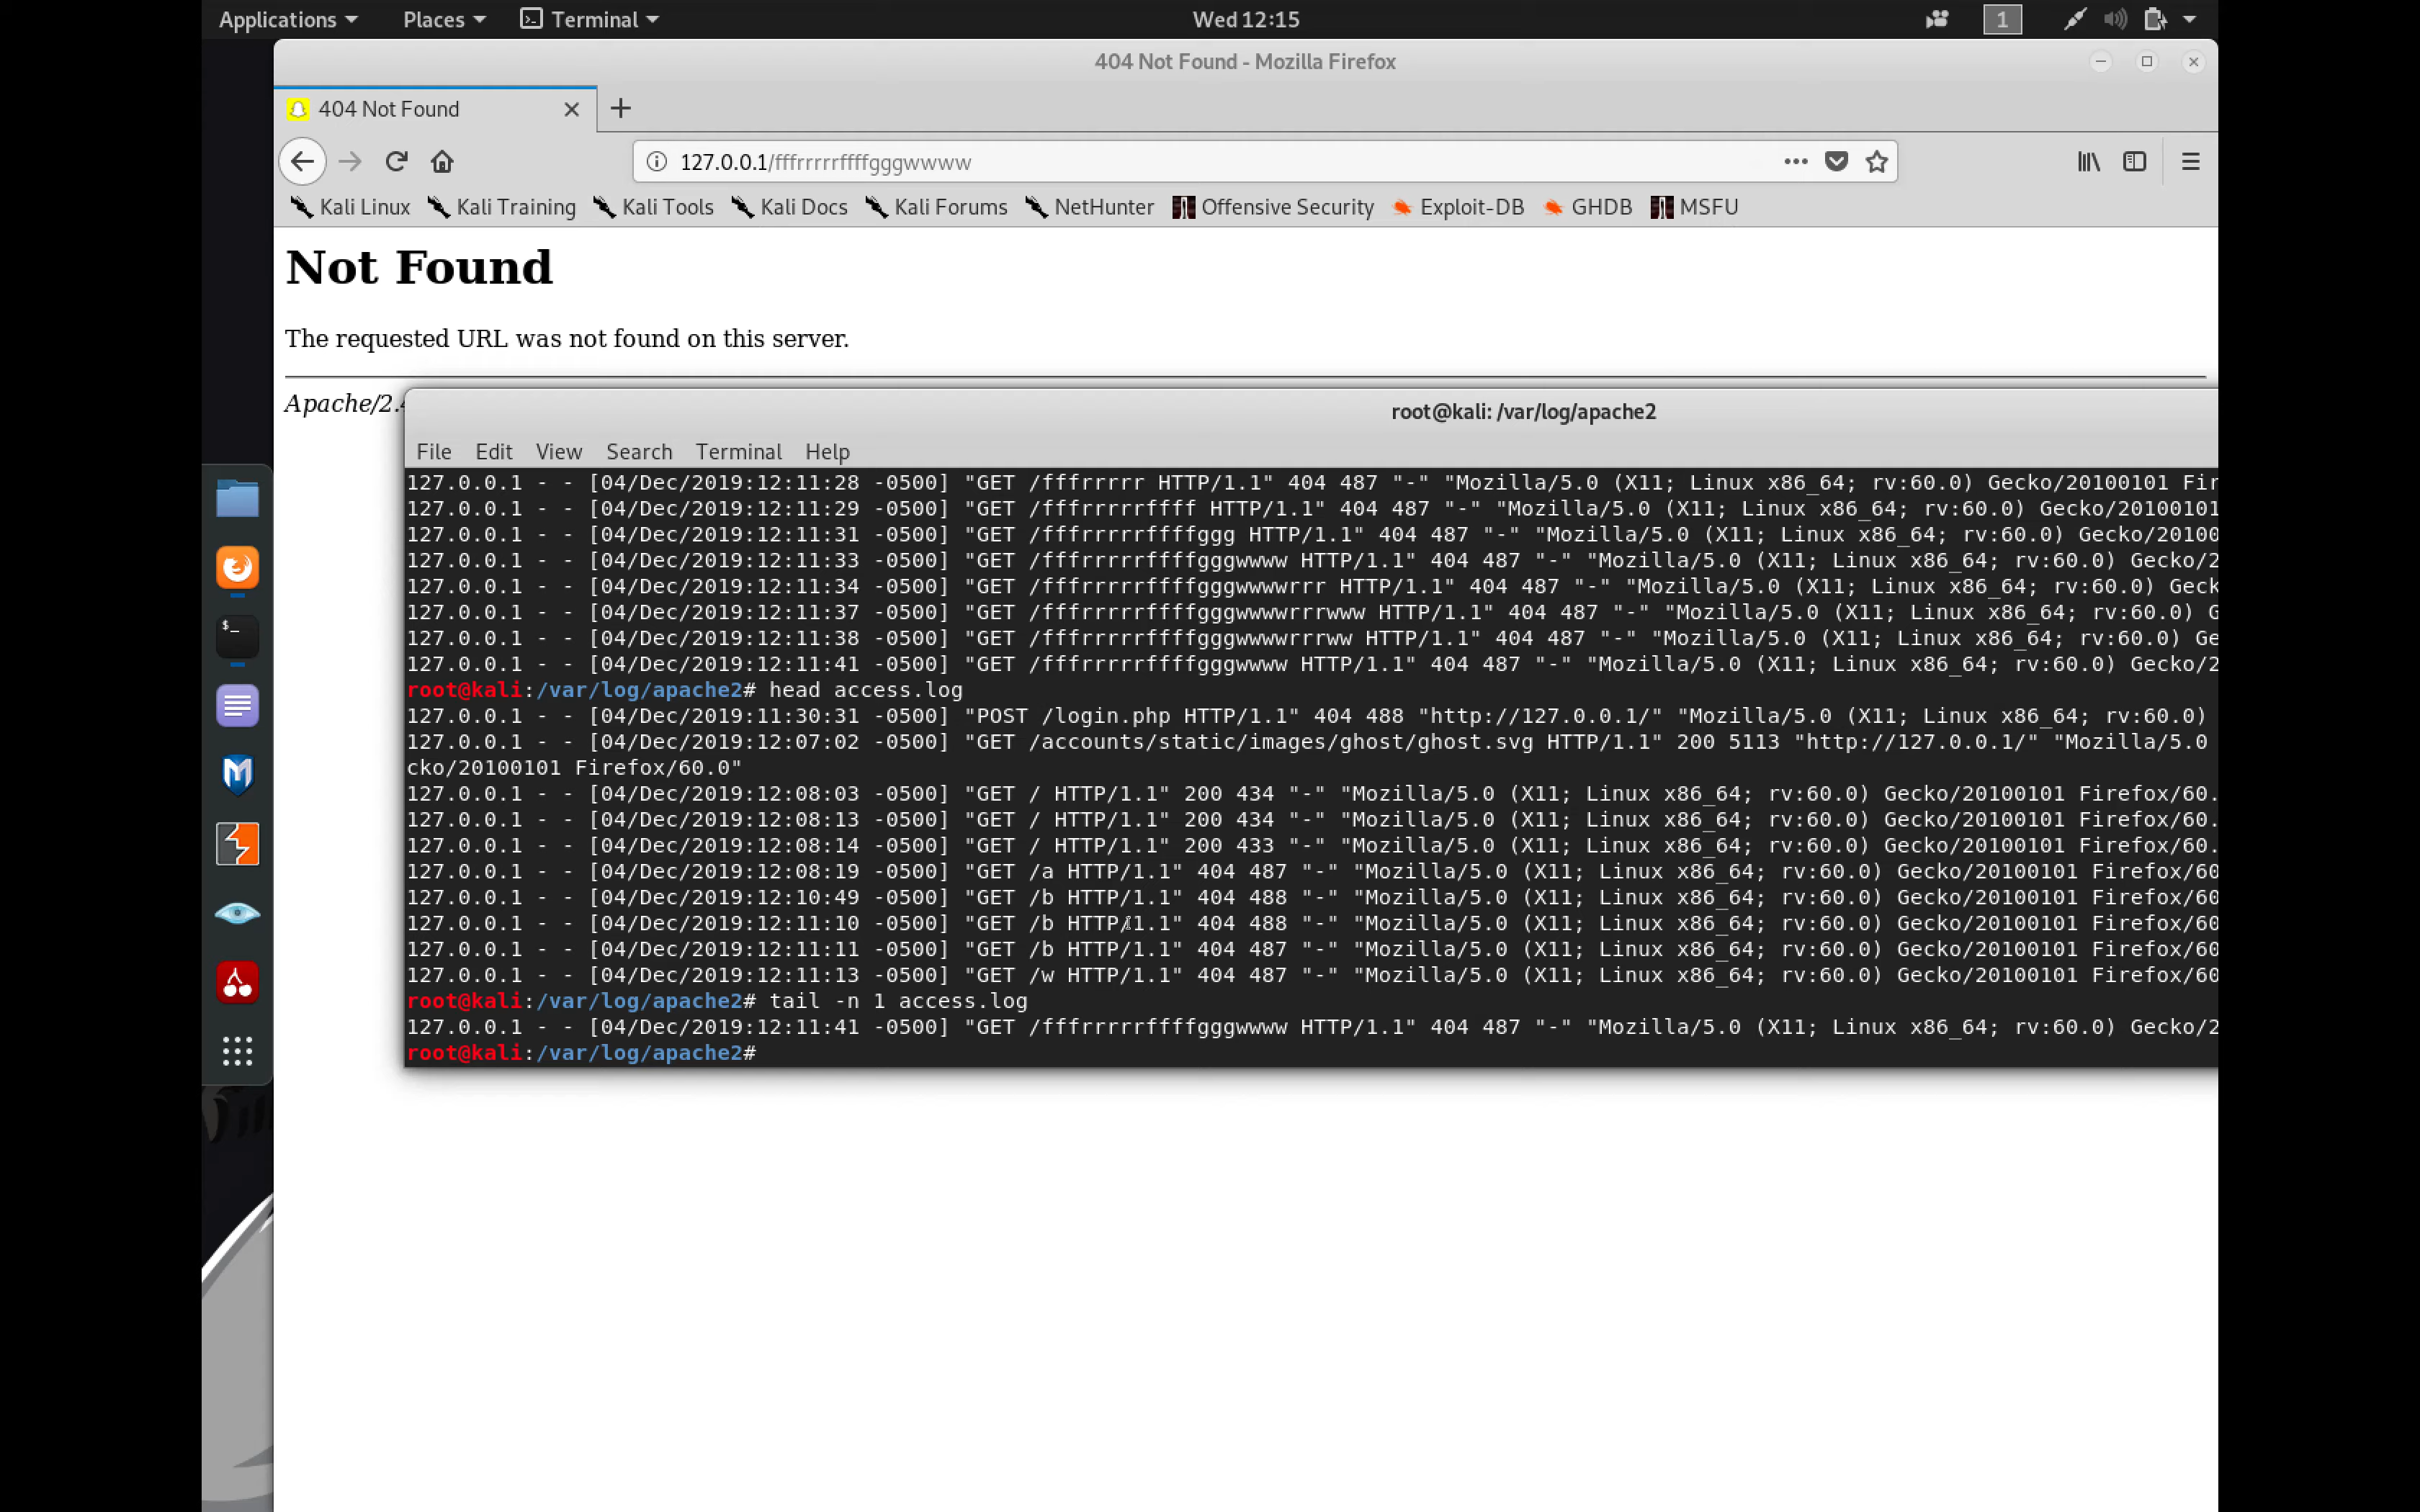 Applications Places Terminal Wed 12:15 1
404 Not Found - Mozilla Firefox
404 Not Found
127.0.0.1/fffrrrrrffffgggwwww
Kali Linux Kali Training Kali Tools Kali Docs Kali Forums NetHunter Offensive Security Exploit-DB GHDB MSFU
Not Found
The requested URL was not found on this server.
Apache/2.4
root@kali: /var/log/apache2
File Edit View Search Terminal Help
127.0.0.1 - - [04/Dec/2019:12:11:28 -0500] "GET /fffrrrrr HTTP/1.1" 404 487 "-" "Mozilla/5.0 (X11; Linux x86_64; rv:60.0) Gecko/20100101 Fir
127.0.0.1 - - [04/Dec/2019:12:11:29 -0500] "GET /fffrrrrrffff HTTP/1.1" 404 487 "-" "Mozilla/5.0 (X11; Linux x86_64; rv:60.0) Gecko/20100101
127.0.0.1 - - [04/Dec/2019:12:11:31 -0500] "GET /fffrrrrrffffggg HTTP/1.1" 404 487 "-" "Mozilla/5.0 (X11; Linux x86_64; rv:60.0) Gecko/20100
127.0.0.1 - - [04/Dec/2019:12:11:33 -0500] "GET /fffrrrrrffffgggwwww HTTP/1.1" 404 487 "-" "Mozilla/5.0 (X11; Linux x86_64; rv:60.0) Gecko/2
127.0.0.1 - - [04/Dec/2019:12:11:34 -0500] "GET /fffrrrrrffffgggwwwwrrr HTTP/1.1" 404 487 "-" "Mozilla/5.0 (X11; Linux x86_64; rv:60.0) Geck
127.0.0.1 - - [04/Dec/2019:12:11:37 -0500] "GET /fffrrrrrffffgggwwwwrrrwww HTTP/1.1" 404 487 "-" "Mozilla/5.0 (X11; Linux x86_64; rv:60.0) G
127.0.0.1 - - [04/Dec/2019:12:11:38 -0500] "GET /fffrrrrrffffgggwwwwrrrww HTTP/1.1" 404 487 "-" "Mozilla/5.0 (X11; Linux x86_64; rv:60.0) Ge
127.0.0.1 - - [04/Dec/2019:12:11:41 -0500] "GET /fffrrrrrffffgggwwww HTTP/1.1" 404 487 "-" "Mozilla/5.0 (X11; Linux x86_64; rv:60.0) Gecko/2
root@kali:/var/log/apache2# head access.log
127.0.0.1 - - [04/Dec/2019:11:30:31 -0500] "POST /login.php HTTP/1.1" 404 488 "http://127.0.0.1/" "Mozilla/5.0 (X11; Linux x86_64; rv:60.0)
127.0.0.1 - - [04/Dec/2019:12:07:02 -0500] "GET /accounts/static/images/ghost/ghost.svg HTTP/1.1" 200 5113 "http://127.0.0.1/" "Mozilla/5.0
cko/20100101 Firefox/60.0"
127.0.0.1 - - [04/Dec/2019:12:08:03 -0500] "GET / HTTP/1.1" 200 434 "-" "Mozilla/5.0 (X11; Linux x86_64; rv:60.0) Gecko/20100101 Firefox/60.
127.0.0.1 - - [04/Dec/2019:12:08:13 -0500] "GET / HTTP/1.1" 200 434 "-" "Mozilla/5.0 (X11; Linux x86_64; rv:60.0) Gecko/20100101 Firefox/60.
127.0.0.1 - - [04/Dec/2019:12:08:14 -0500] "GET / HTTP/1.1" 200 433 "-" "Mozilla/5.0 (X11; Linux x86_64; rv:60.0) Gecko/20100101 Firefox/60.
127.0.0.1 - - [04/Dec/2019:12:08:19 -0500] "GET /a HTTP/1.1" 404 487 "-" "Mozilla/5.0 (X11; Linux x86_64; rv:60.0) Gecko/20100101 Firefox/60
127.0.0.1 - - [04/Dec/2019:12:10:49 -0500] "GET /b HTTP/1.1" 404 488 "-" "Mozilla/5.0 (X11; Linux x86_64; rv:60.0) Gecko/20100101 Firefox/60
127.0.0.1 - - [04/Dec/2019:12:11:10 -0500] "GET /b HTTP/1.1" 404 488 "-" "Mozilla/5.0 (X11; Linux x86_64; rv:60.0) Gecko/20100101 Firefox/60
127.0.0.1 - - [04/Dec/2019:12:11:11 -0500] "GET /b HTTP/1.1" 404 487 "-" "Mozilla/5.0 (X11; Linux x86_64; rv:60.0) Gecko/20100101 Firefox/60
127.0.0.1 - - [04/Dec/2019:12:11:13 -0500] "GET /w HTTP/1.1" 404 487 "-" "Mozilla/5.0 (X11; Linux x86_64; rv:60.0) Gecko/20100101 Firefox/60
root@kali:/var/log/apache2# tail -n 1 access.log
127.0.0.1 - - [04/Dec/2019:12:11:41 -0500] "GET /fffrrrrrffffgggwwww HTTP/1.1" 404 487 "-" "Mozilla/5.0 (X11; Linux x86_64; rv:60.0) Gecko/2
root@kali:/var/log/apache2#